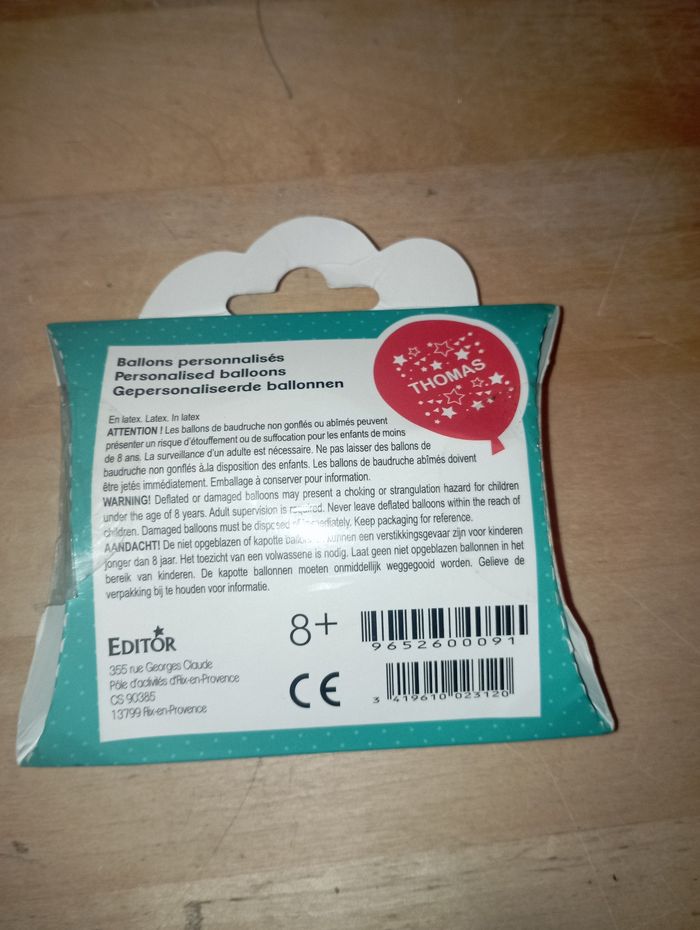 Ballons personnalisés
Personalised balloons
Gepersonaliseerde ballonnen
THOMAS
En latex. Latex. In latex
ATTENTION ! Les ballons de baudruche non gonflés ou abîmés peuvent
présenter un risque d'étouffement ou de suffocation pour les enfants de moins
de 8 ans. La surveillance d'un adulte est nécessaire. Ne pas laisser des ballons de
baudruche non gonflés à la disposition des enfants. Les ballons de baudruche abîmés doivent
être jetés immédiatement. Emballage à conserver pour information.
WARNING! Deflated or damaged balloons may present a choking or strangulation hazard for children
under the age of 8 years. Adult supervision is required. Never leave deflated balloons within the reach of
children. Damaged balloons must be disposed of immediately. Keep packaging for reference.
AANDACHT! De niet opgeblazen of kapotte kunnen een verstikkingsgevaar zijn voor kinderen
jonger dan 8 jaar. Het toezicht van een volwassene is nodig. Laat geen niet opgeblazen ballonnen in het
bereik van kinderen. De kapotte ballonnen moeten onmiddellijk weggegooid worden. Gelieve de
verpakking bij te houden voor informatie.
EDITOR
355 rue Georges Claude
Pôle d'activités d'Aix-en-Provence
CS 90385
13799 Aix-en-Provence
8+
CE
9652600091
3 419610 023120